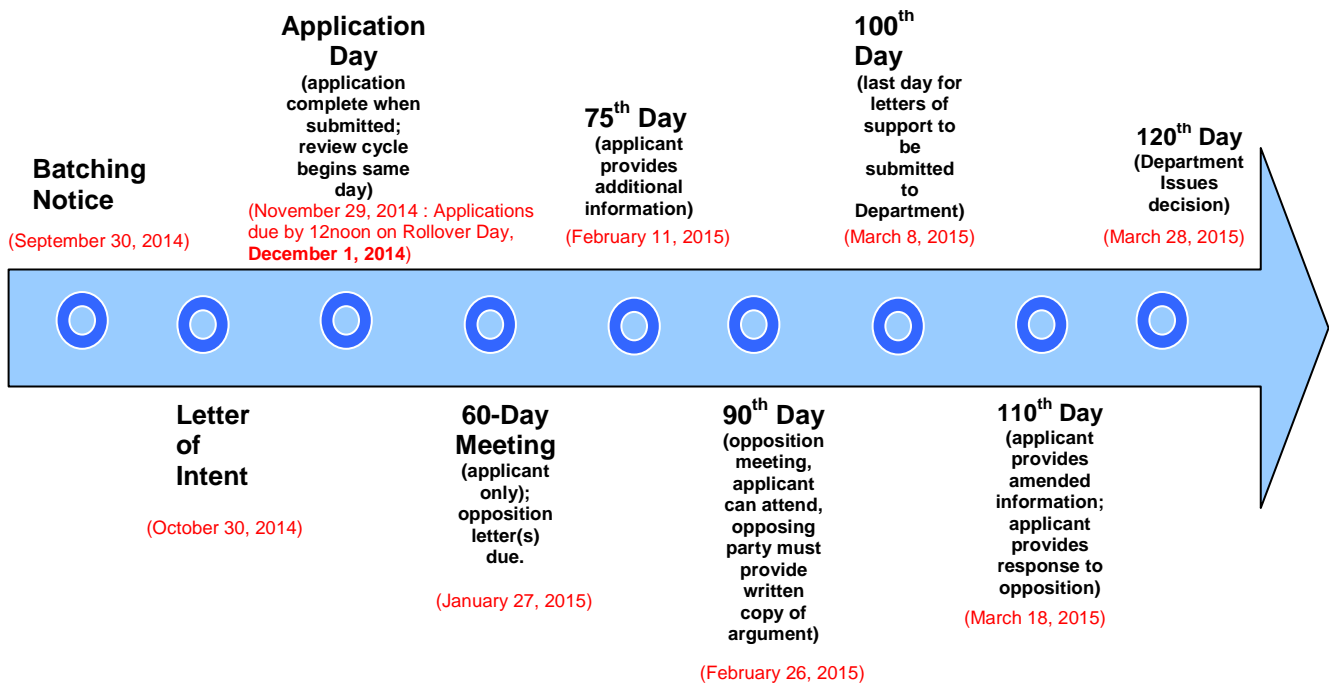 Batching
Notice
(September 30, 2014)
Letter
of
Intent
(October 30, 2014)
Application
Day
(application
complete when
submitted;
review cycle
begins same
day)
(November 29, 2014 : Applications
due by 12noon on Rollover Day,
December 1, 2014)
60-Day
Meeting
(applicant
only);
opposition
letter(s)
due.
(January 27, 2015)
75th Day
(applicant
provides
additional
information)
(February 11, 2015)
90th Day
(opposition
meeting,
applicant
can attend,
opposing
party must
provide
written
copy of
argument)
(February 26, 2015)
100th
Day
(last day for
letters of
support to
be
submitted
to
Department)
(March 8, 2015)
110th Day
(applicant
provides
amended
information;
applicant
provides
response to
opposition)
(March 18, 2015)
120th Day
(Department
Issues
decision)
(March 28, 2015)